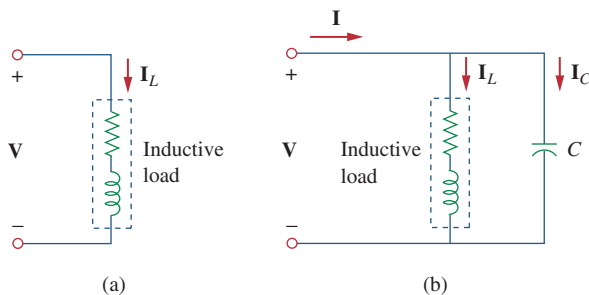 I
I_L
I_L
I_C
+
+
V
Inductive
load
V
Inductive
load
C
−
−
(a)
(b)